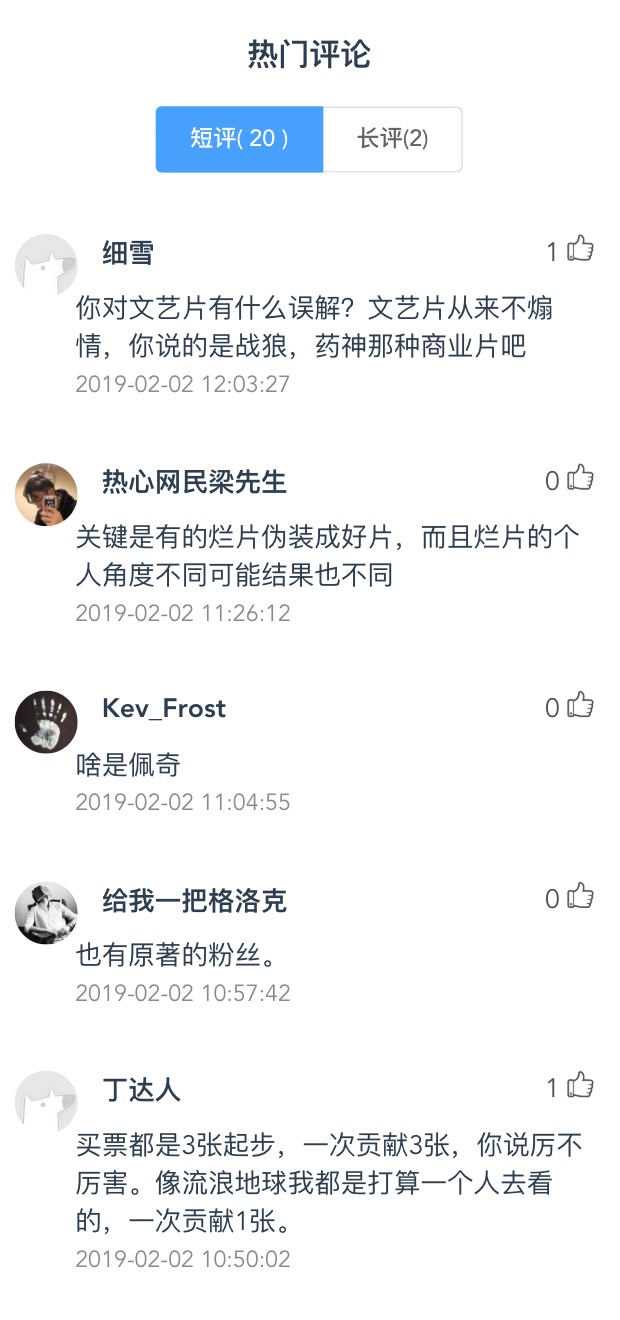 热门评论
短评( 20 )
长评(2)
细雪
1
你对文艺片有什么误解？文艺片从来不煽
情，你说的是战狼，药神那种商业片吧
2019-02-02 12:03:27
热心网民梁先生
0
关键是有的烂片伪装成好片，而且烂片的个
人角度不同可能结果也不同
2019-02-02 11:26:12
Kev_Frost
0
啥是佩奇
2019-02-02 11:04:55
给我一把格洛克
0
也有原著的粉丝。
2019-02-02 10:57:42
丁达人
1
买票都是3张起步，一次贡献3张，你说厉不
厉害。像流浪地球我都是打算一个人去看
的，一次贡献1张。
2019-02-02 10:50:02